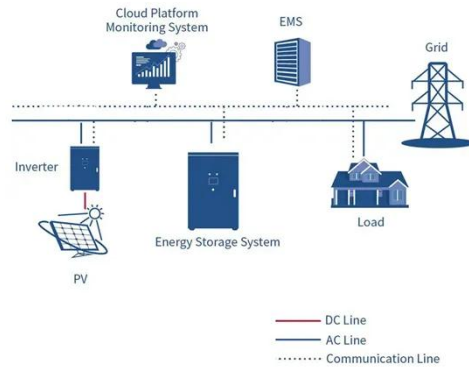 Cloud Platform
Monitoring System
EMS
Grid
Inverter
Energy Storage System
Load
PV
DC Line
AC Line
Communication Line